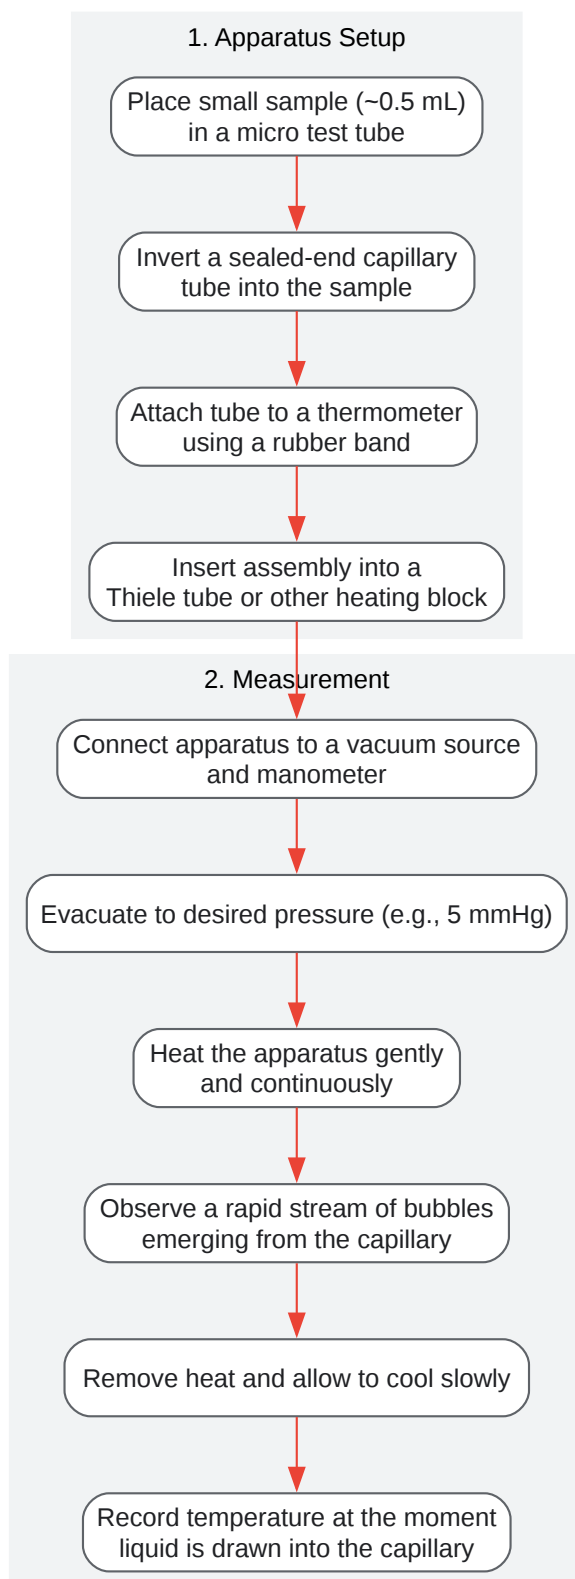 1. Apparatus Setup
Place small sample (~0.5 mL)
in a micro test tube
Invert a sealed-end capillary
tube into the sample
Attach tube to a thermometer
using a rubber band
Insert assembly into a
Thiele tube or other heating block
2. Measurement
Connect apparatus to a vacuum source
and manometer
Evacuate to desired pressure (e.g., 5 mmHg)
Heat the apparatus gently
and continuously
Observe a rapid stream of bubbles
emerging from the capillary
Remove heat and allow to cool slowly
Record temperature at the moment
liquid is drawn into the capillary